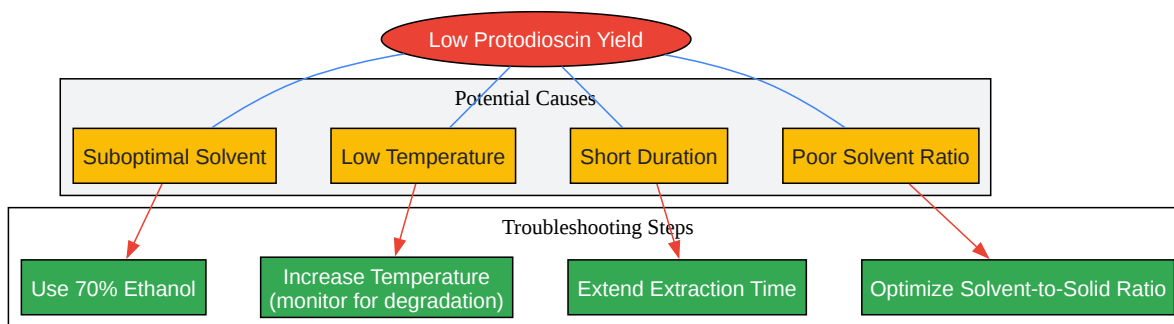 Low Protodioscin Yield
Potential Causes
Suboptimal Solvent
Low Temperature
Short Duration
Poor Solvent Ratio
Troubleshooting Steps
Use 70% Ethanol
Increase Temperature
(monitor for degradation)
Extend Extraction Time
Optimize Solvent-to-Solid Ratio